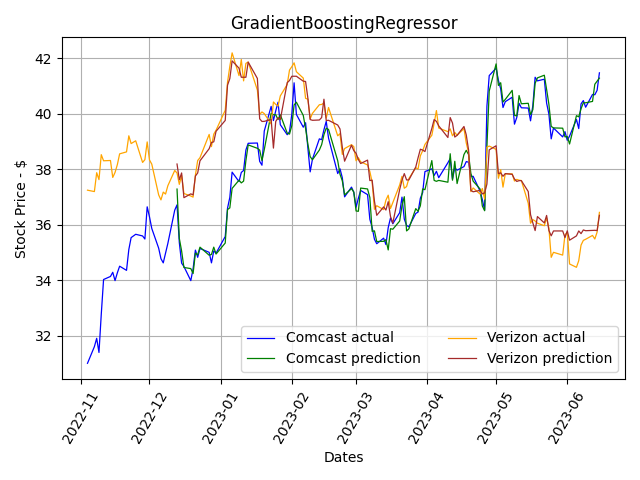 GradientBoostingRegressor
Stock Price - $
42
40
38
36
34
32
Comcast actual
Comcast prediction
Verizon actual
Verizon prediction
2022-11
2022-12
2023-01
2023-02
2023-03
2023-04
2023-05
2023-06
Dates